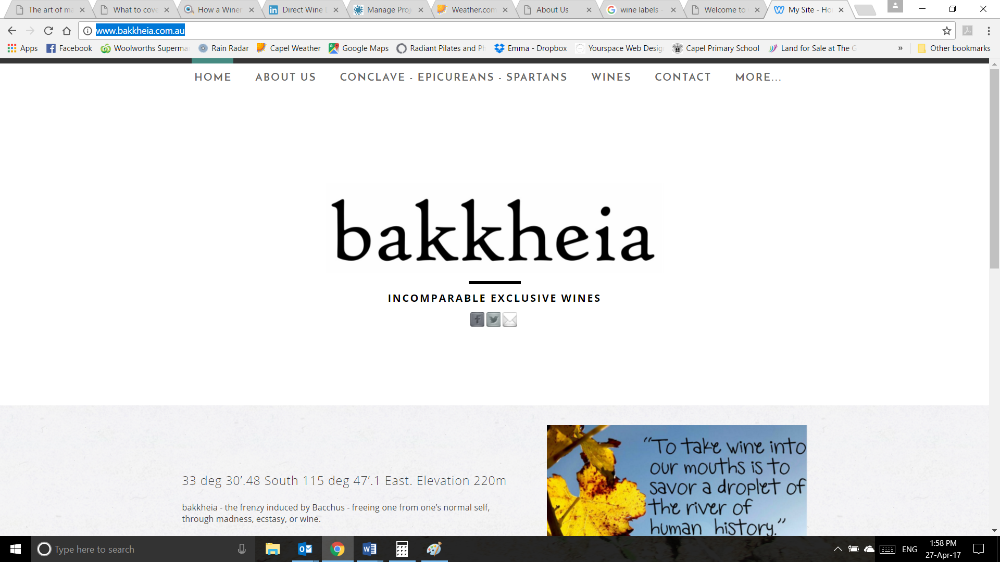 The art of ma
What to cove
How a Winer
Direct Wine D
Manage Proj
Weather.com
About Us
wine labels -
Welcome to
My Site - Ho
www.bakkheia.com.au
Apps
Facebook
Woolworths Superma
Rain Radar
Capel Weather
Google Maps
Radiant Pilates and Ph
Emma - Dropbox
Yourspace Web Desig
Capel Primary School
Land for Sale at The G
»
Other bookmarks
HOME
ABOUT US
CONCLAVE - EPICUREANS - SPARTANS
WINES
CONTACT
MORE...
bakkheia
INCOMPARABLE EXCLUSIVE WINES
33 deg 30’.48 South 115 deg 47’.1 East. Elevation 220m
bakkheia - the frenzy induced by Bacchus - freeing one from one’s normal self,
through madness, ecstasy, or wine.
“To take wine into
our mouths is to
savor a droplet of
the river of
human history.”
Type here to search
ENG
1:58 PM
27-Apr-17